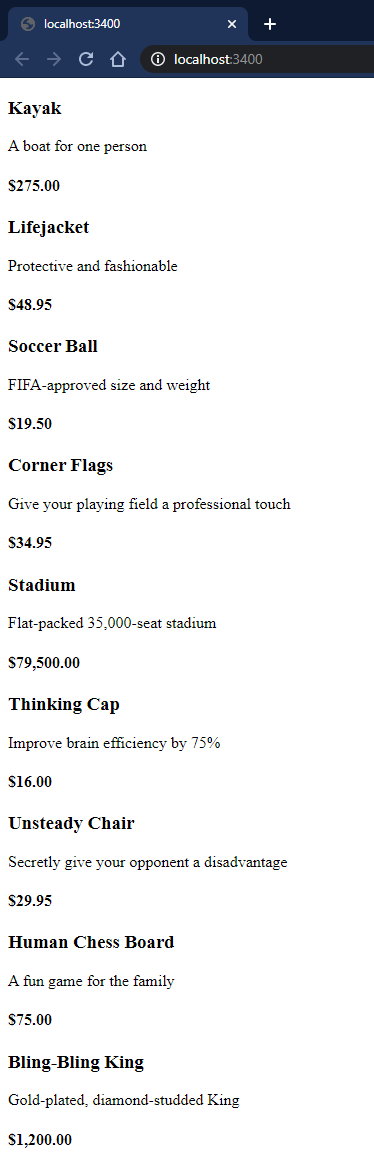 localhost:3400
localhost:3400
Kayak
A boat for one person
$275.00
Lifejacket
Protective and fashionable
$48.95
Soccer Ball
FIFA-approved size and weight
$19.50
Corner Flags
Give your playing field a professional touch
$34.95
Stadium
Flat-packed 35,000-seat stadium
$79,500.00
Thinking Cap
Improve brain efficiency by 75%
$16.00
Unsteady Chair
Secretly give your opponent a disadvantage
$29.95
Human Chess Board
A fun game for the family
$75.00
Bling-Bling King
Gold-plated, diamond-studded King
$1,200.00